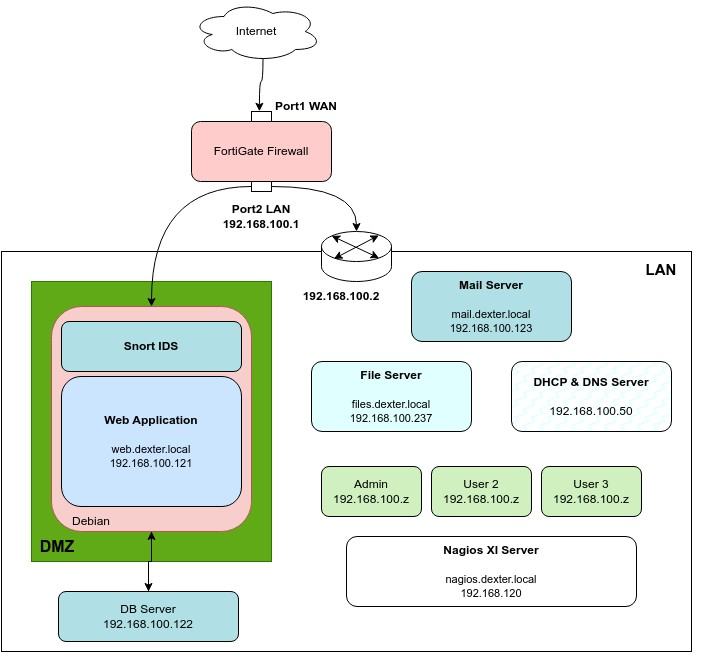 Internet
Port1 WAN
FortiGate Firewall
Port2 LAN
192.168.100.1
LAN
192.168.100.2
Mail Server
mail.dexter.local
192.168.100.123
Snort IDS
File Server
files.dexter.local
192.168.100.237
DHCP & DNS Server
192.168.100.50
Web Application
web.dexter.local
192.168.100.121
Admin
192.168.100.z
User 2
192.168.100.z
User 3
192.168.100.z
Debian
DMZ
Nagios XI Server
nagios.dexter.local
192.168.120
DB Server
192.168.100.122